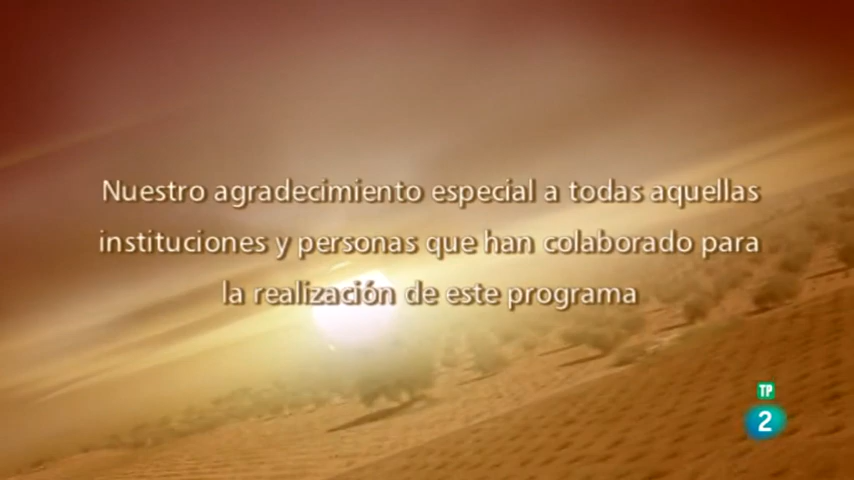 Nuestro agradecimiento especial a todas aquellas
instituciones y personas que han colaborado para
la realización de este programa
TP
2